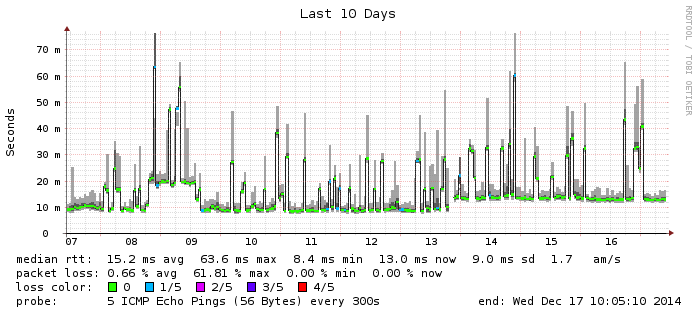 Last 10 Days
RRDTOOL / TOBI OETIKER
Seconds
70 m
60 m
50 m
40 m
30 m
20 m
10 m
0
07 08 09 10 11 12 13 14 15 16
median rtt: 15.2 ms avg 63.6 ms max 8.4 ms min 13.0 ms now 9.0 ms sd 1.7 am/s
packet loss: 0.66 % avg 61.81 % max 0.00 % min 0.00 % now
loss color: 0 1/5 2/5 3/5 4/5
probe: 5 ICMP Echo Pings (56 Bytes) every 300s end: Wed Dec 17 10:05:10 2014